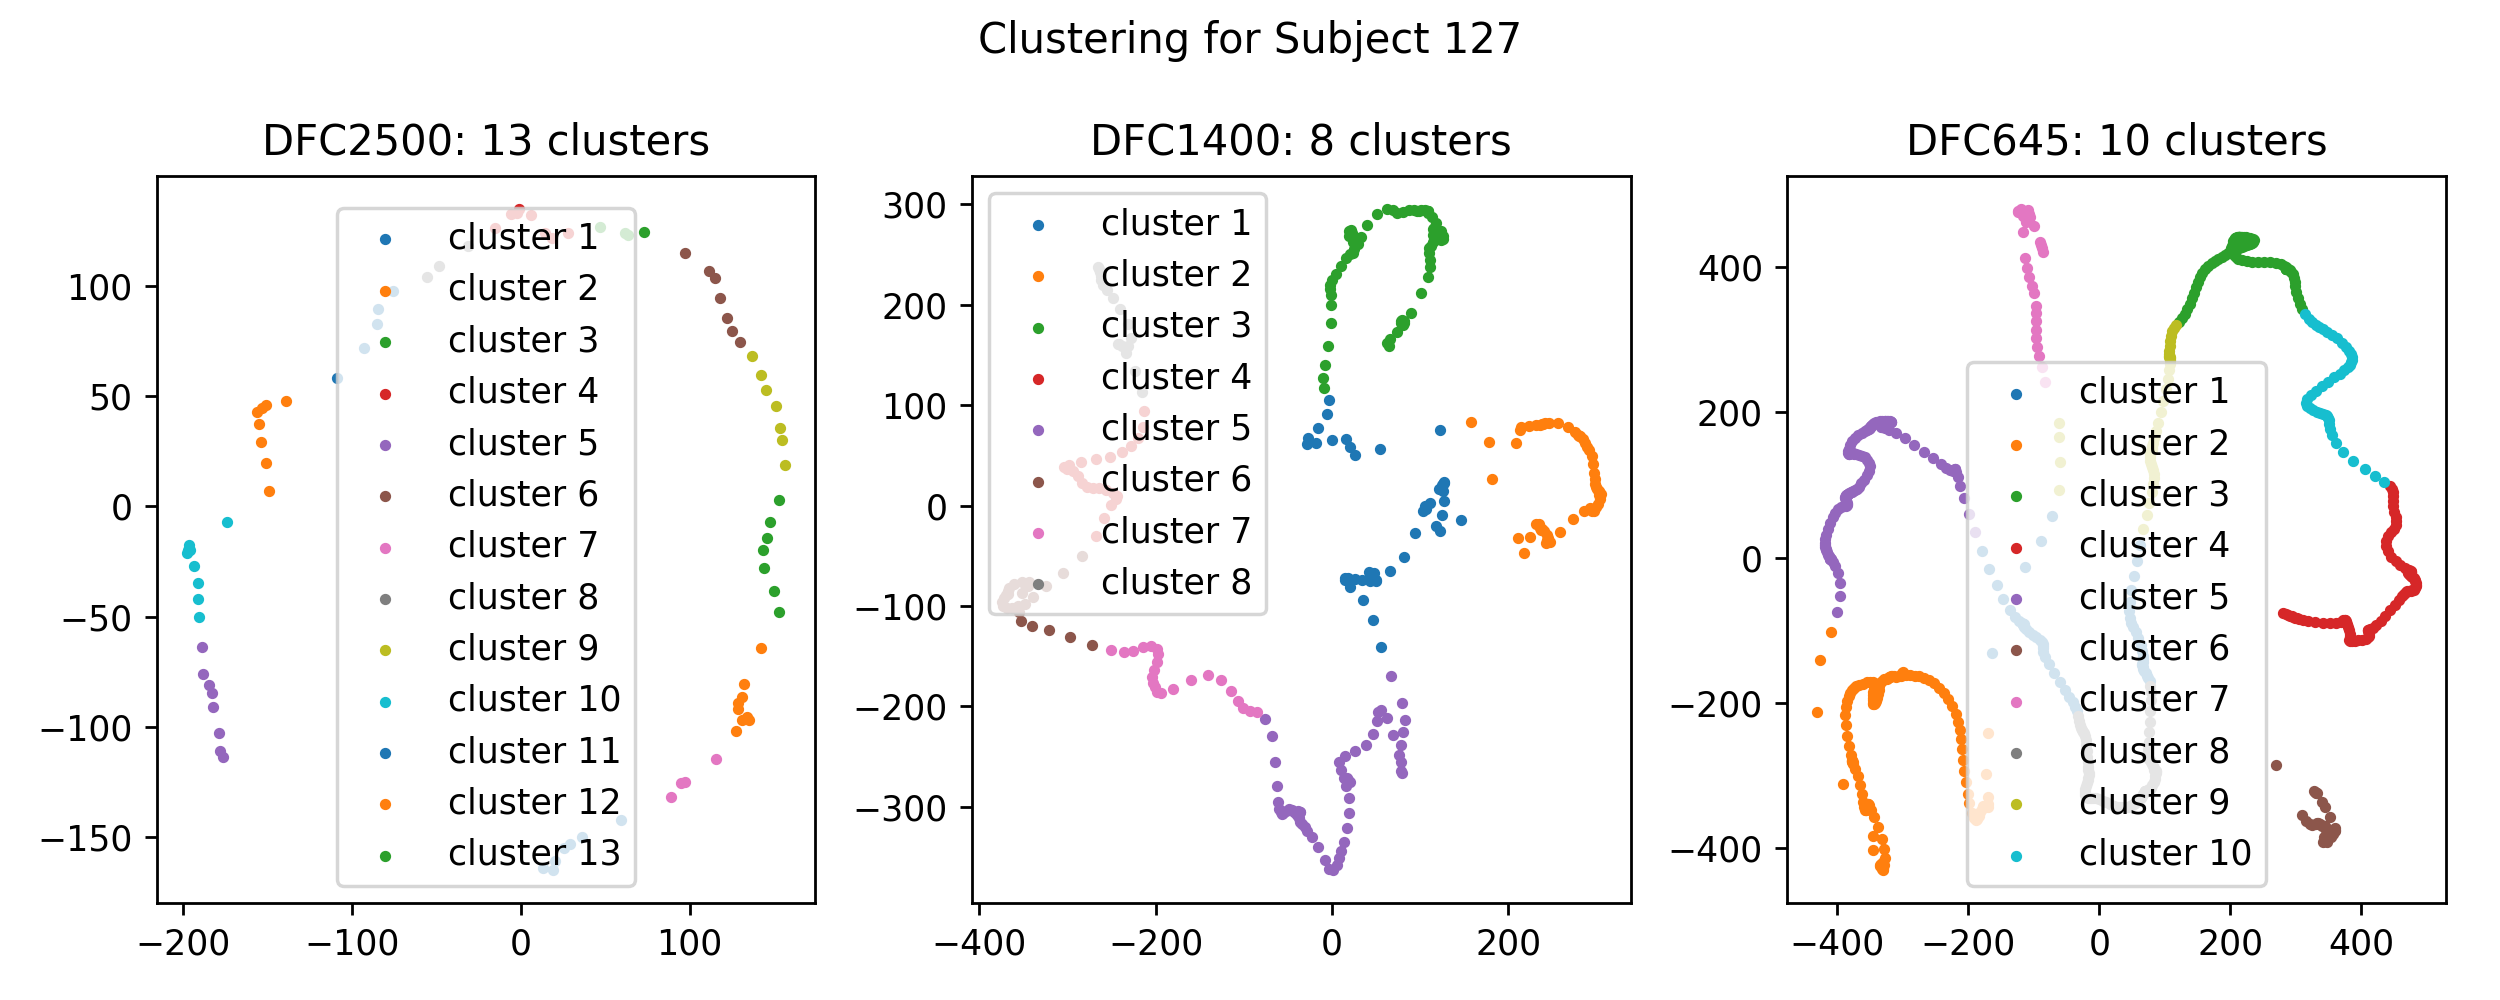 Clustering for Subject 127
DFC2500: 13 clusters
100
50
0
−50
−100
−150
−200
−100
0
100
cluster 1
cluster 2
cluster 3
cluster 4
cluster 5
cluster 6
cluster 7
cluster 8
cluster 9
cluster 10
cluster 11
cluster 12
cluster 13
DFC1400: 8 clusters
300
200
100
0
−100
−200
−300
−400
−200
0
200
cluster 1
cluster 2
cluster 3
cluster 4
cluster 5
cluster 6
cluster 7
cluster 8
DFC645: 10 clusters
400
200
0
−200
−400
−400
−200
0
200
400
cluster 1
cluster 2
cluster 3
cluster 4
cluster 5
cluster 6
cluster 7
cluster 8
cluster 9
cluster 10